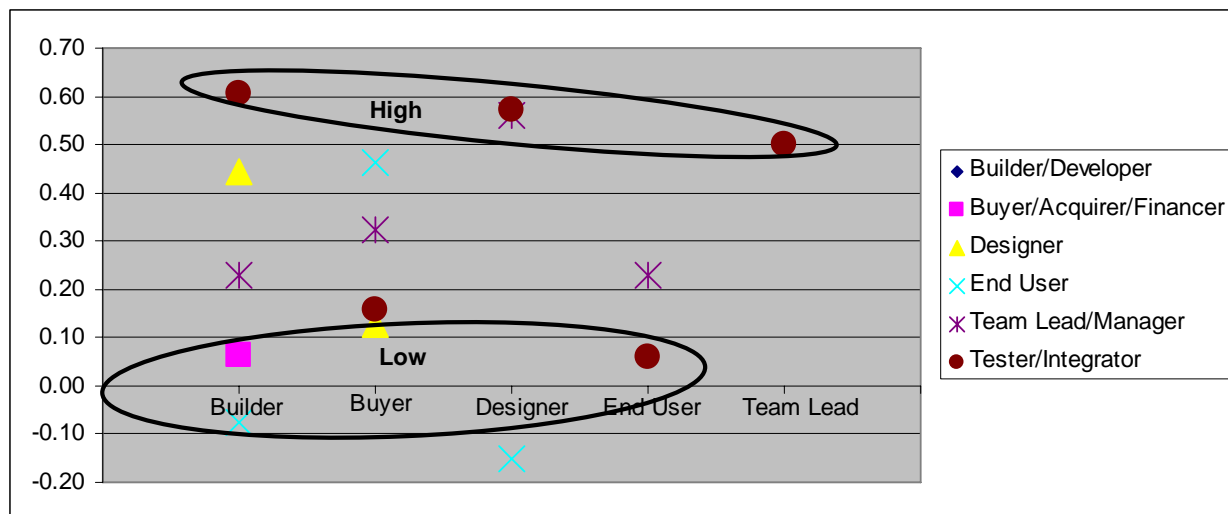 0.70
0.60
0.50
0.40
0.30
0.20
0.10
0.00
-0.10
-0.20
High
Low
Builder
Buyer
Designer
End User
Team Lead
Builder/Developer
Buyer/Acquirer/Financer
Designer
End User
Team Lead/Manager
Tester/Integrator